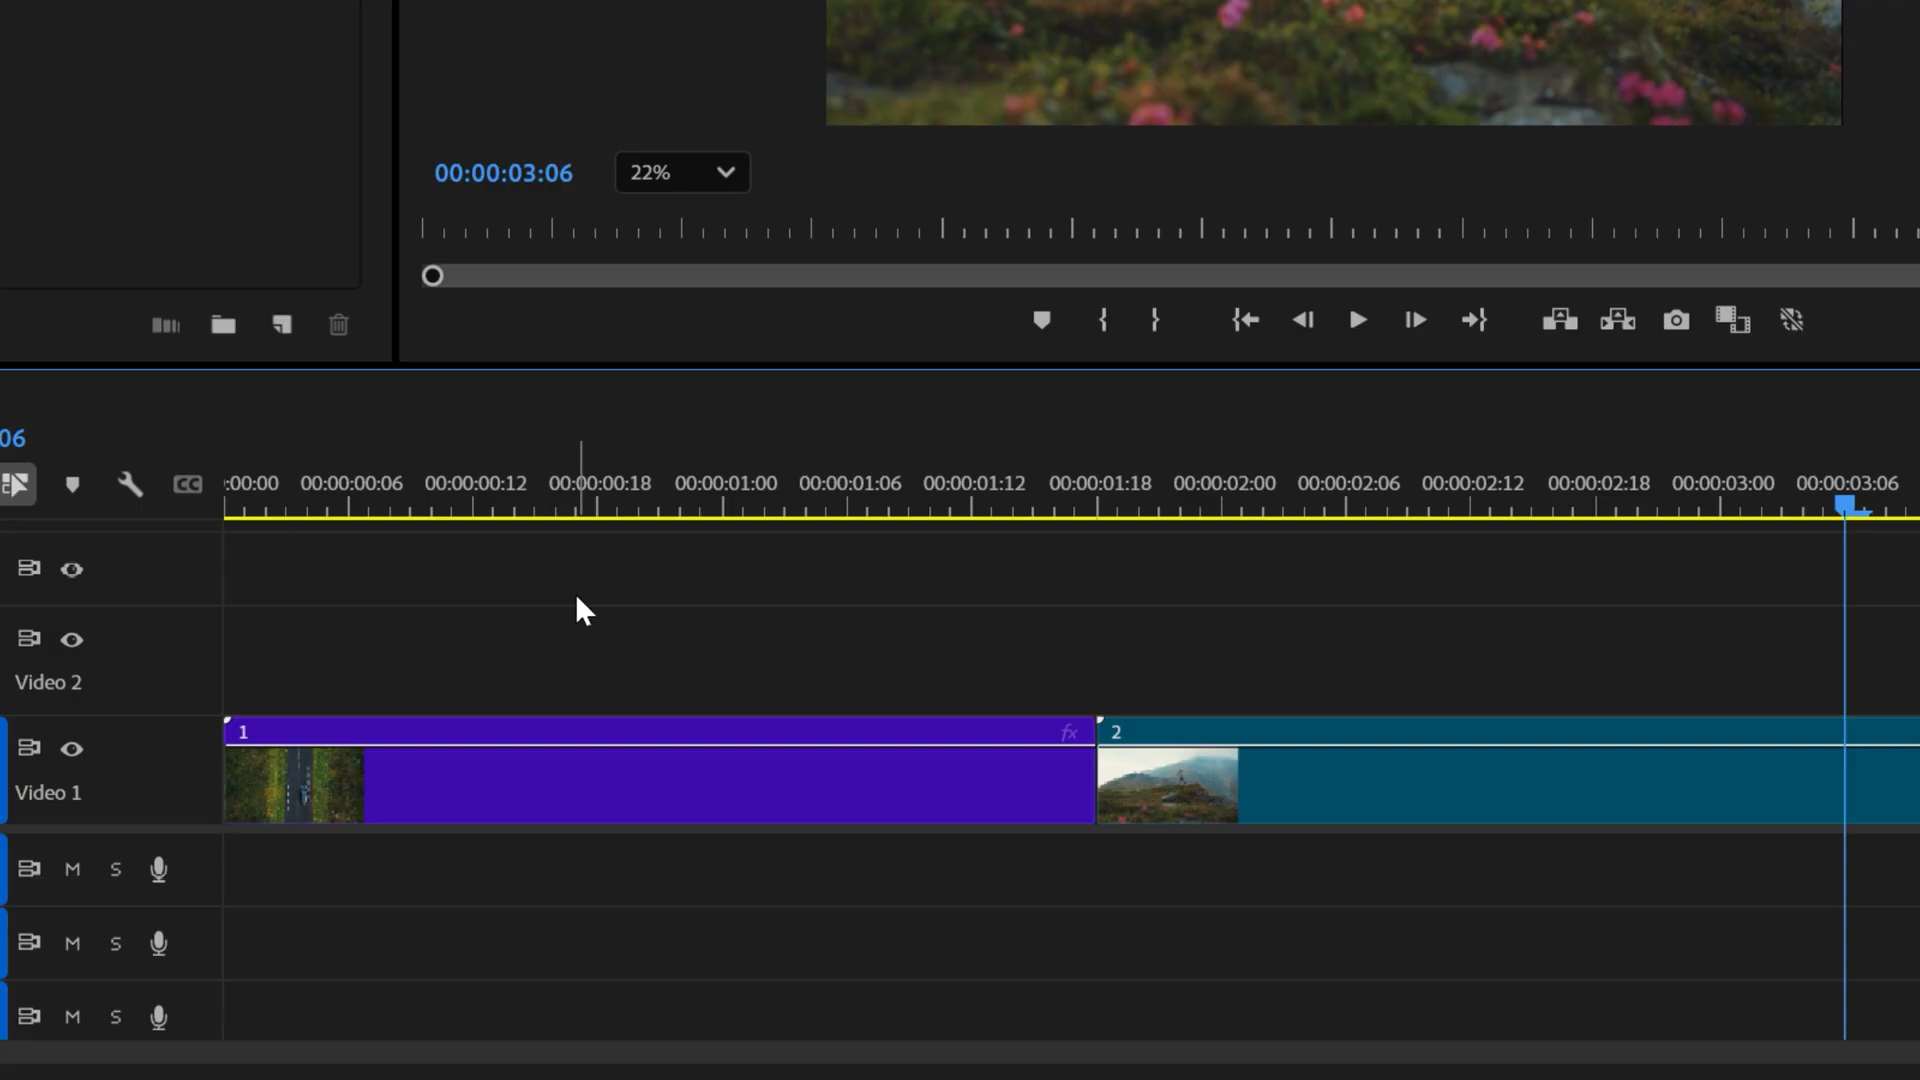 00:00:03:06
22%
06
CC
:00:00
00:00:00:06
00:00:00:12
00:00:00:18
00:00:01:00
00:00:01:06
00:00:01:12
00:00:01:18
00:00:02:00
00:00:02:06
00:00:02:12
00:00:02:18
00:00:03:00
00:00:03:06
Video 2
1
fx
2
Video 1
M
S
M
S
M
S